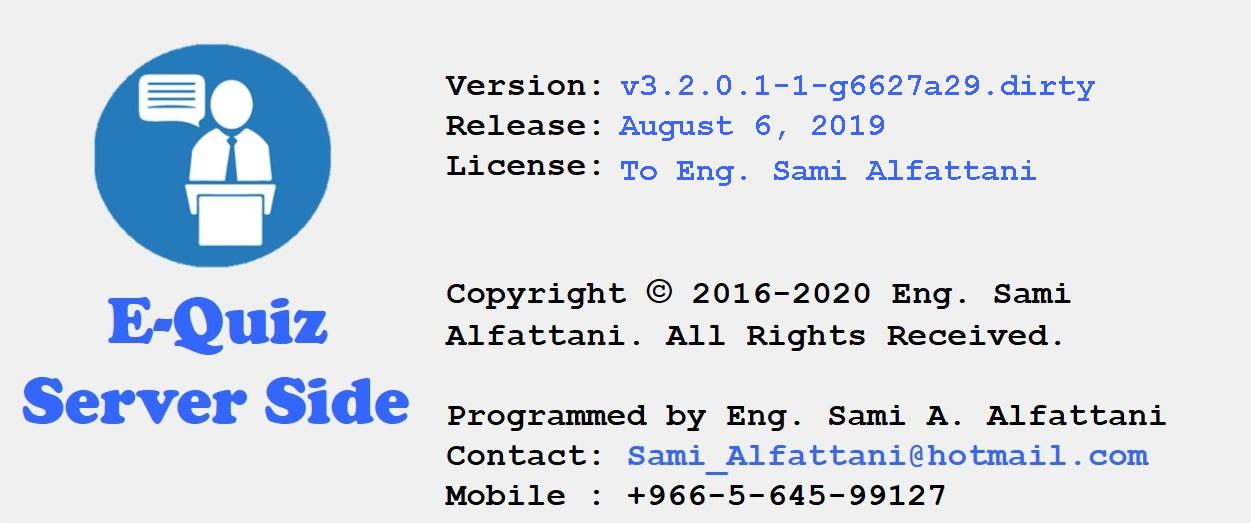 Version: v3.2.0.1-1-g6627a29.dirty
Release: August 6, 2019
License: To Eng. Sami Alfattani
E-Quiz
Server Side
Copyright © 2016-2020 Eng. Sami
Alfattani. All Rights Received.
Programmed by Eng. Sami A. Alfattani
Contact: Sami_Alfattani@hotmail.com
Mobile : +966-5-645-99127